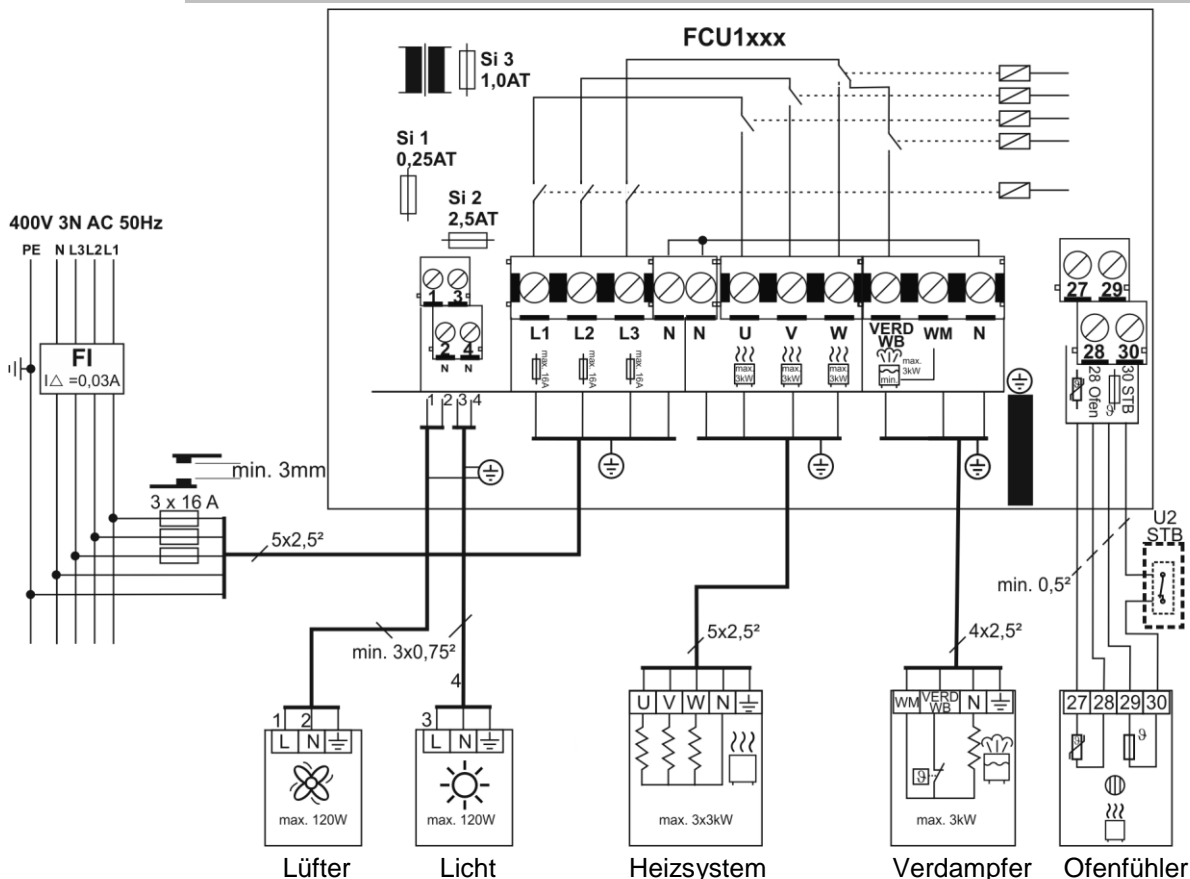 FCU1xxx
Si 3
1,0AT
Si 1
0,25AT
Si 2
2,5AT
400V 3N AC 50Hz
PE N L3 L2 L1
FI
I△ =0,03A
1 3
2 4
N N
L1 L2 L3 N N U V W VERD WB WM N
max. 16A
max. 16A
max. 16A
max. 3kW
max. 3kW
max. 3kW
min.
max. 3kW
27 29
28 30
28 Ofen
30 STB
ϑ
1 2 3 4
min. 3mm
3 x 16 A
5x2,5²
min. 3x0,75²
4
5x2,5²
4x2,5²
min. 0,5²
U2
STB
1 2
L N
max. 120W
Lüfter
3
L N
max. 120W
Licht
U V W N
max. 3x3kW
Heizsystem
WM VERD WB N
ϑ
max. 3kW
Verdampfer
27 28 29 30
ϑ
ϑ
Ofenfühler